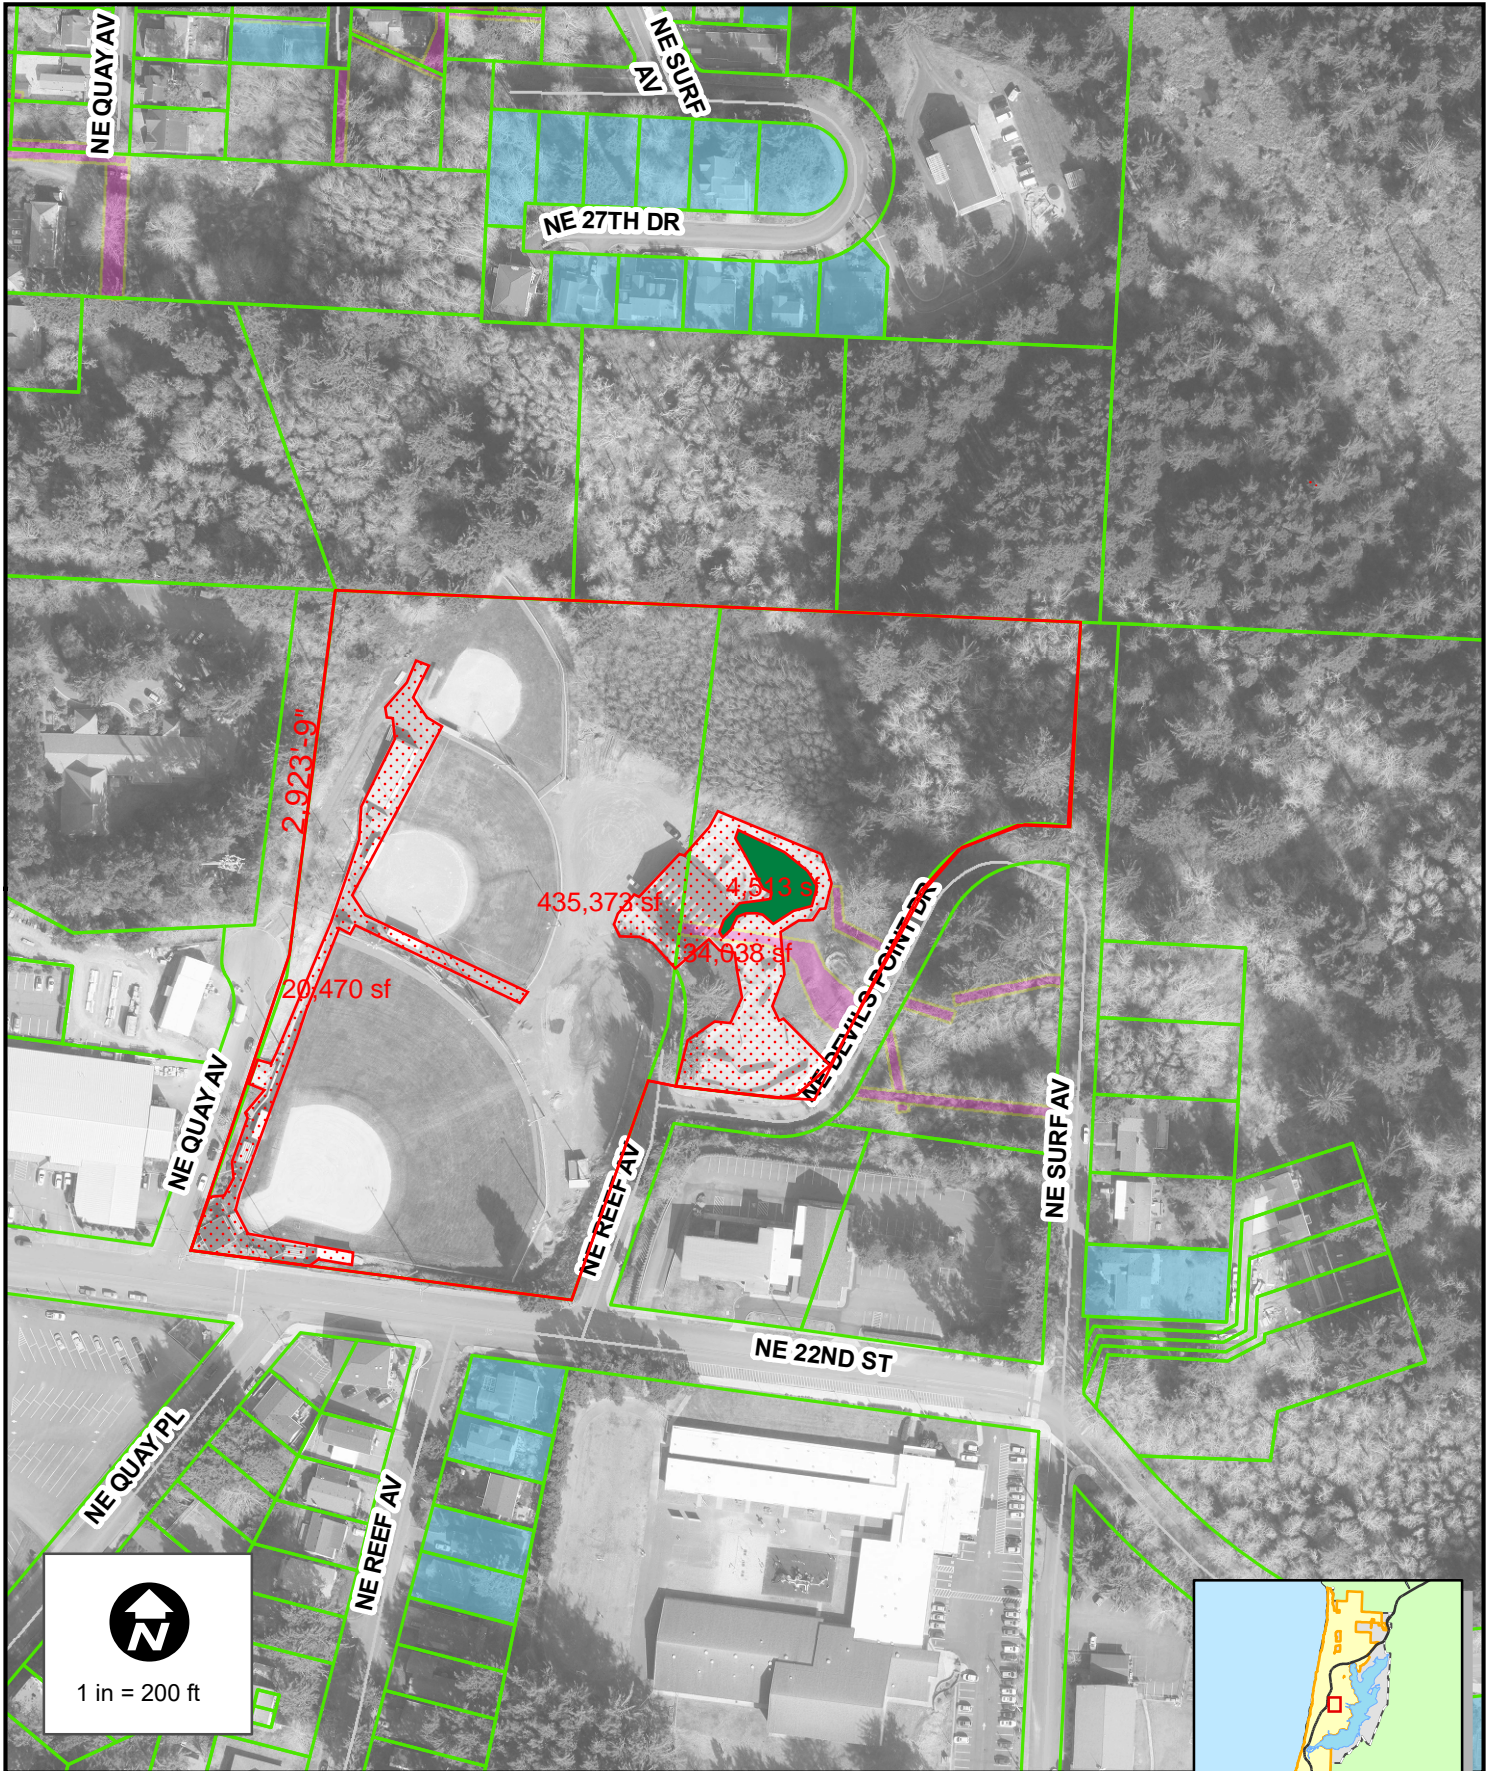 NE QUAY AV
NE SURF
AV
NE 27TH DR
2,923'-9"
435,373 sf
4,513 sf
34,038 sf
20,470 sf
NE DEVILS POINT DR
NE QUAY AV
NE REEF AV
NE SURF AV
NE 22ND ST
NE QUAY PL
NE REEF AV
N
1 in = 200 ft